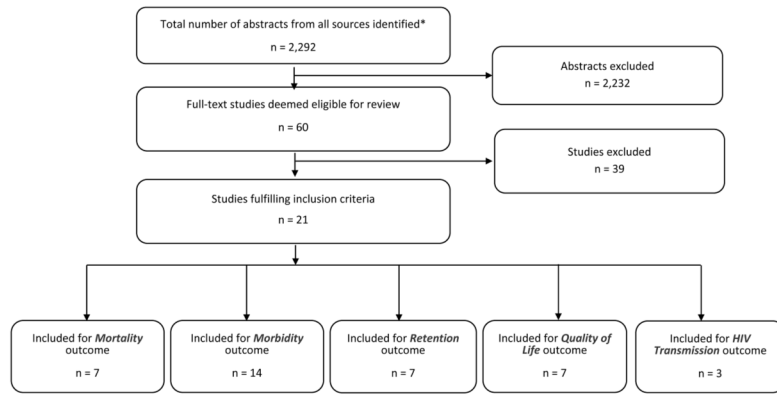 Total number of abstracts from all sources identified*
n = 2,292
Abstracts excluded
n = 2,232
Full-text studies deemed eligible for review
n = 60
Studies excluded
n = 39
Studies fulfilling inclusion criteria
n = 21
Included for Mortality
outcome
n = 7
Included for Morbidity
outcome
n = 14
Included for Retention
outcome
n = 7
Included for Quality of
Life outcome
n = 7
Included for HIV
Transmission outcome
n = 3